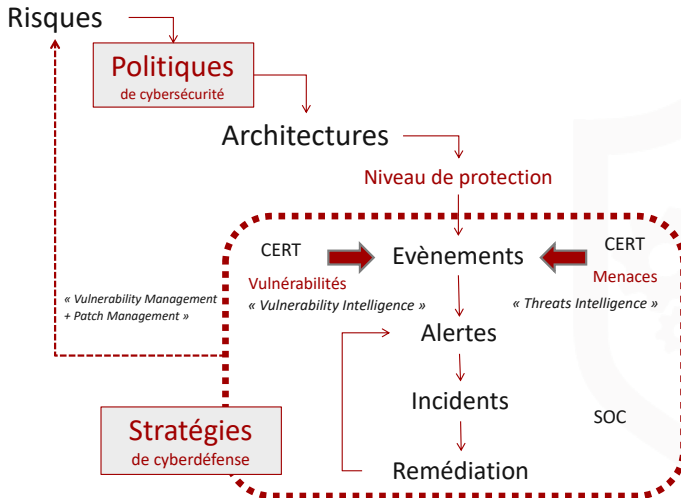 Risques
Politiques
de cybersécurité
Architectures
Niveau de protection
CERT
Evènements
CERT
Vulnérabilités
Menaces
« Vulnerability Management
+ Patch Management »
« Vulnerability Intelligence »
« Threats Intelligence »
Alertes
Incidents
SOC
Stratégies
de cyberdéfense
Remédiation